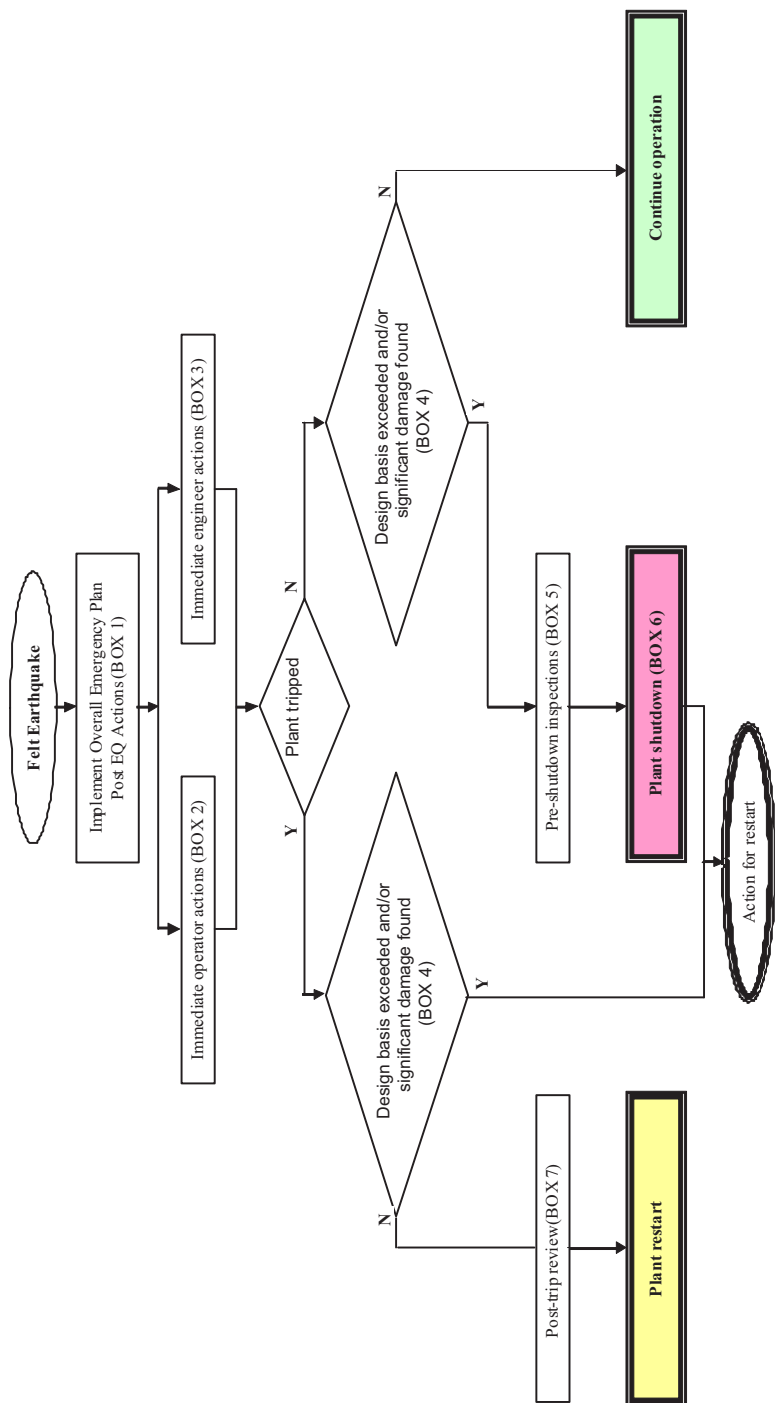 Felt Earthquake
Implement Overall Emergency Plan
Post EQ Actions (BOX 1)
Immediate operator actions (BOX 2)
Immediate engineer actions (BOX 3)
Plant tripped
Y
N
Design basis exceeded and/or
significant damage found
(BOX 4)
N
Y
Design basis exceeded and/or
significant damage found
(BOX 4)
Y
N
Post-trip review(BOX 7)
Pre-shutdown inspections (BOX 5)
Plant restart
Plant shutdown (BOX 6)
Continue operation
Action for restart